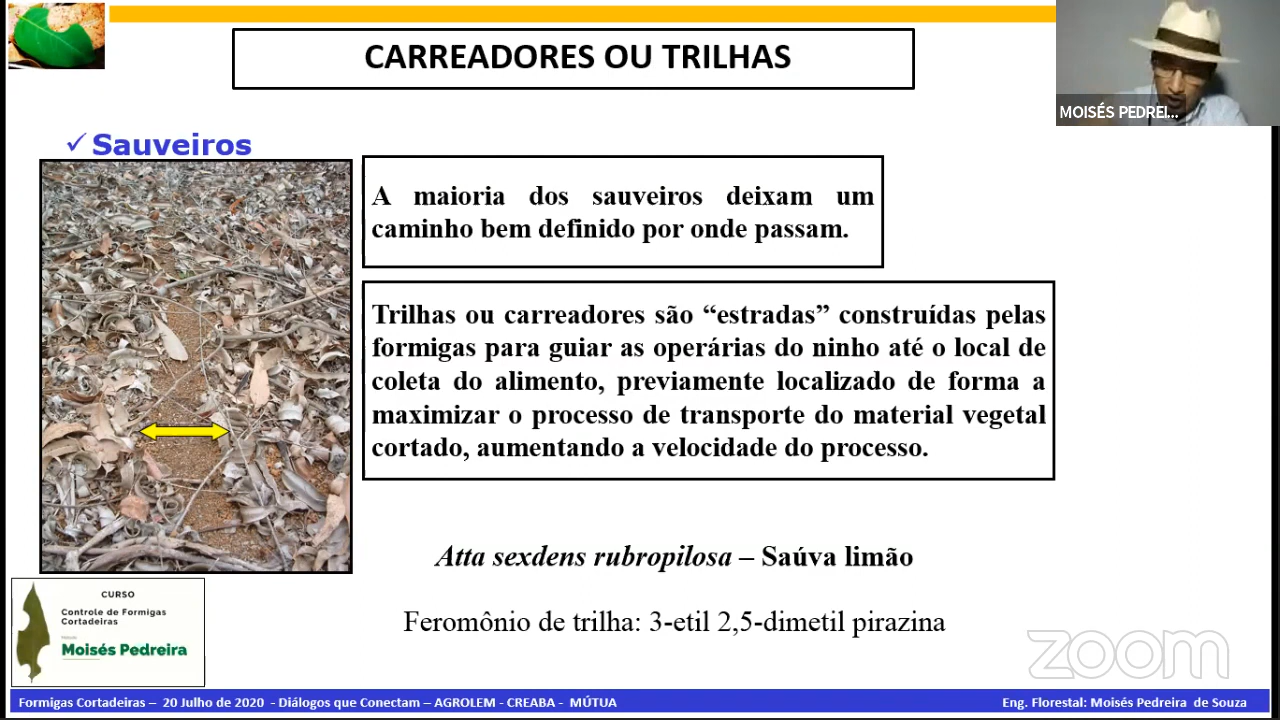 CARREADORES OU TRILHAS
MOISÉS PEDREI...
✓ Sauveiros
A maioria dos sauveiros deixam um
caminho bem definido por onde passam.
Trilhas ou carreadores são “estradas” construídas pelas
formigas para guiar as operárias do ninho até o local de
coleta do alimento, previamente localizado de forma a
maximizar o processo de transporte do material vegetal
cortado, aumentando a velocidade do processo.
Atta sexdens rubropilosa – Saúva limão
Feromônio de trilha: 3-etil 2,5-dimetil pirazina
CURSO
Controle de Formigas
Cortadeiras
Moisés Pedreira
zoom
Formigas Cortadeiras – 20 Julho de 2020 - Diálogos que Conectam – AGROLEM - CREABA - MÚTUA
Eng. Florestal: Moisés Pedreira de Souza